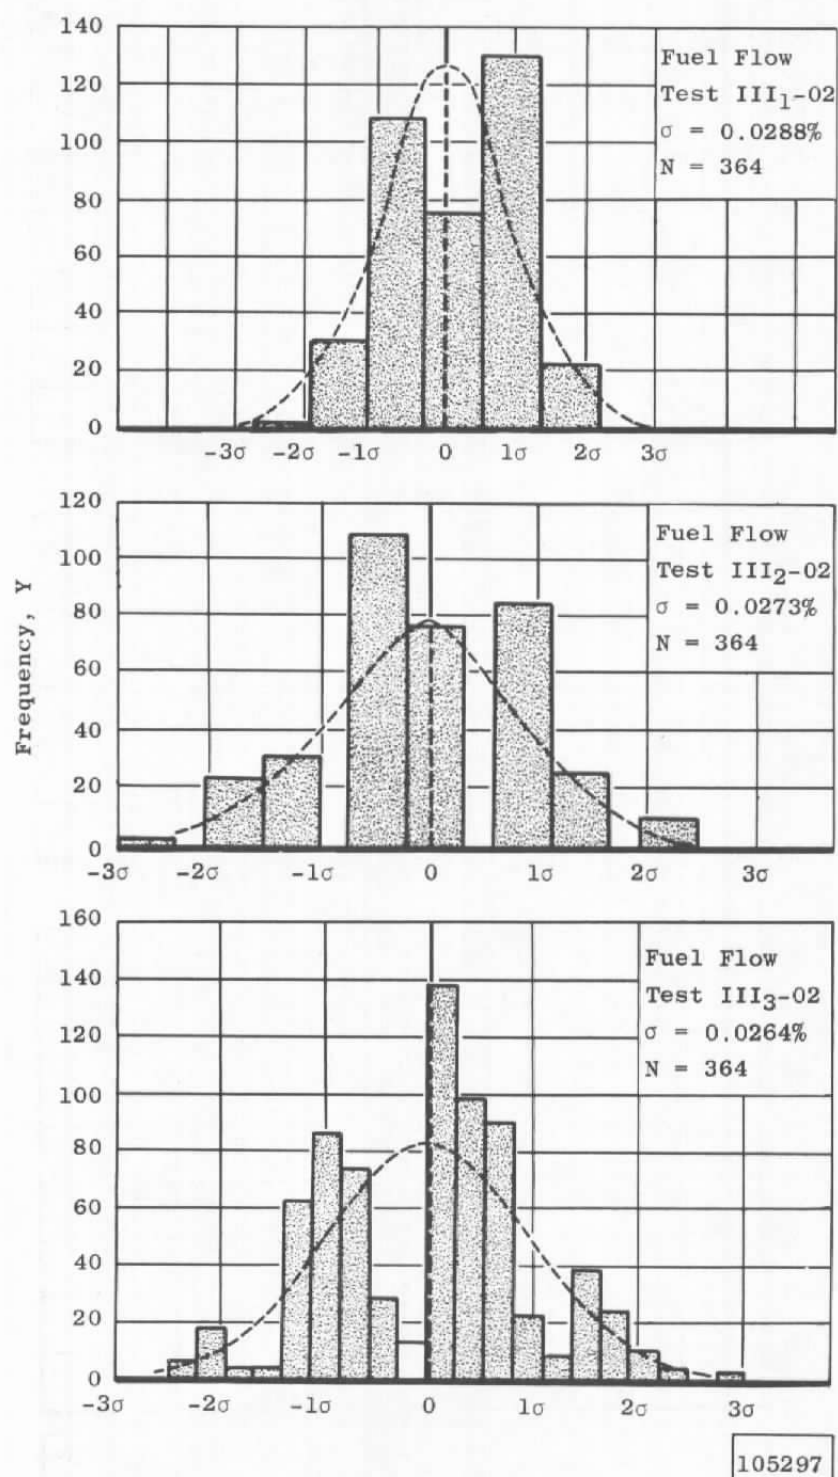 140
120
100
80
60
40
20
0
-3σ -2σ -1σ 0 1σ 2σ 3σ
Fuel Flow
Test III₁-02
σ = 0.0288%
N = 364
Frequency, Y
120
100
80
60
40
20
0
-3σ -2σ -1σ 0 1σ 2σ 3σ
Fuel Flow
Test III₂-02
σ = 0.0273%
N = 364
160
140
120
100
80
60
40
20
0
-3σ -2σ -1σ 0 1σ 2σ 3σ
Fuel Flow
Test III₃-02
σ = 0.0264%
N = 364
105297